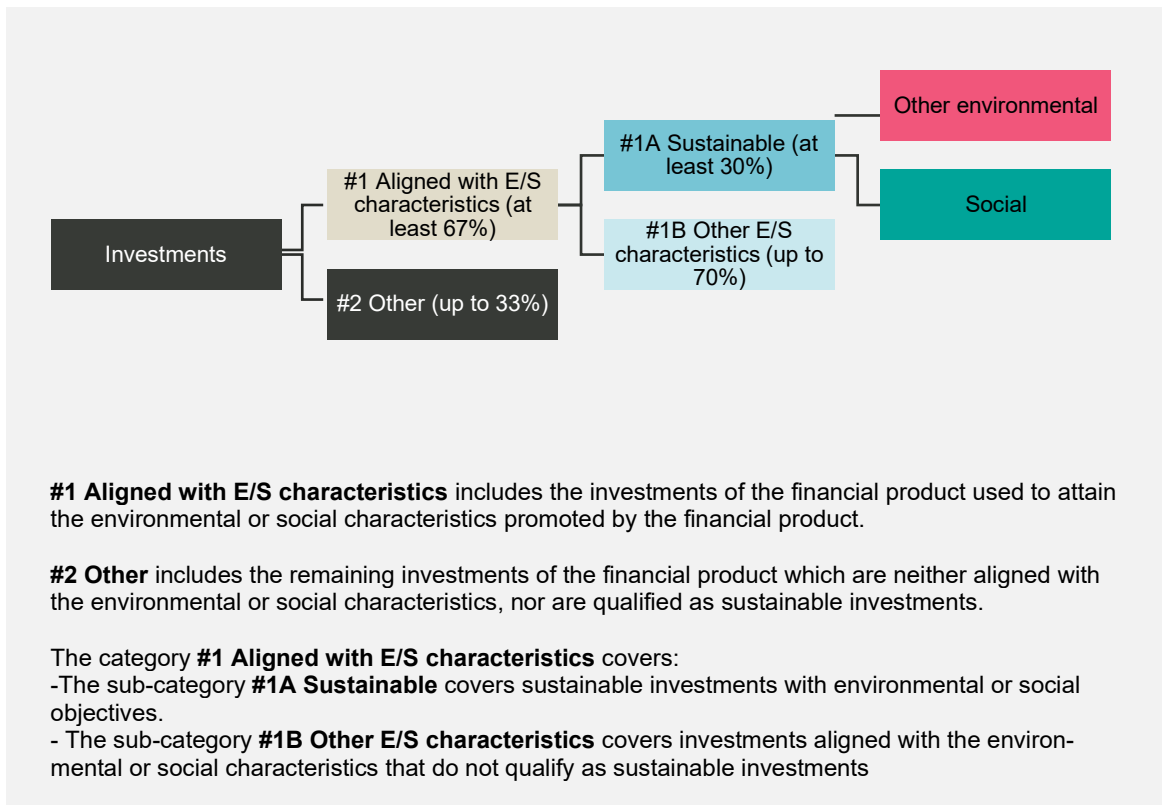 Other environmental
#1A Sustainable (at
least 30%)
#1 Aligned with E/S
characteristics (at
least 67%)
Social
Investments
#1B Other E/S
characteristics (up to
70%)
#2 Other (up to 33%)
#1 Aligned with E/S characteristics includes the investments of the financial product used to attain
the environmental or social characteristics promoted by the financial product.
#2 Other includes the remaining investments of the financial product which are neither aligned with
the environmental or social characteristics, nor are qualified as sustainable investments.
The category #1 Aligned with E/S characteristics covers:
-The sub-category #1A Sustainable covers sustainable investments with environmental or social
objectives.
- The sub-category #1B Other E/S characteristics covers investments aligned with the environ-
mental or social characteristics that do not qualify as sustainable investments